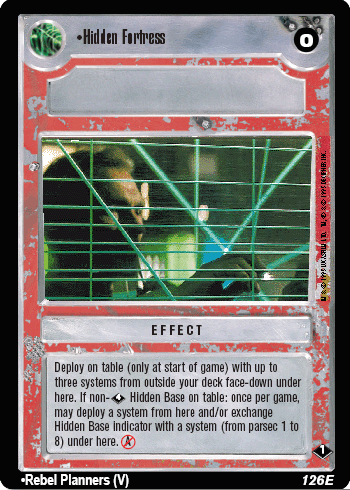 •Hidden Fortress
0
EFFECT
Deploy on table (only at start of game) with up
to three systems from outside your deck face-down under
here. If non- Hidden Base on table: once per game,
may deploy a system from here and/or exchange
Hidden Base indicator with a system (from parsec 1 to
8) under here. A
1
•Rebel Planners (V)
126E